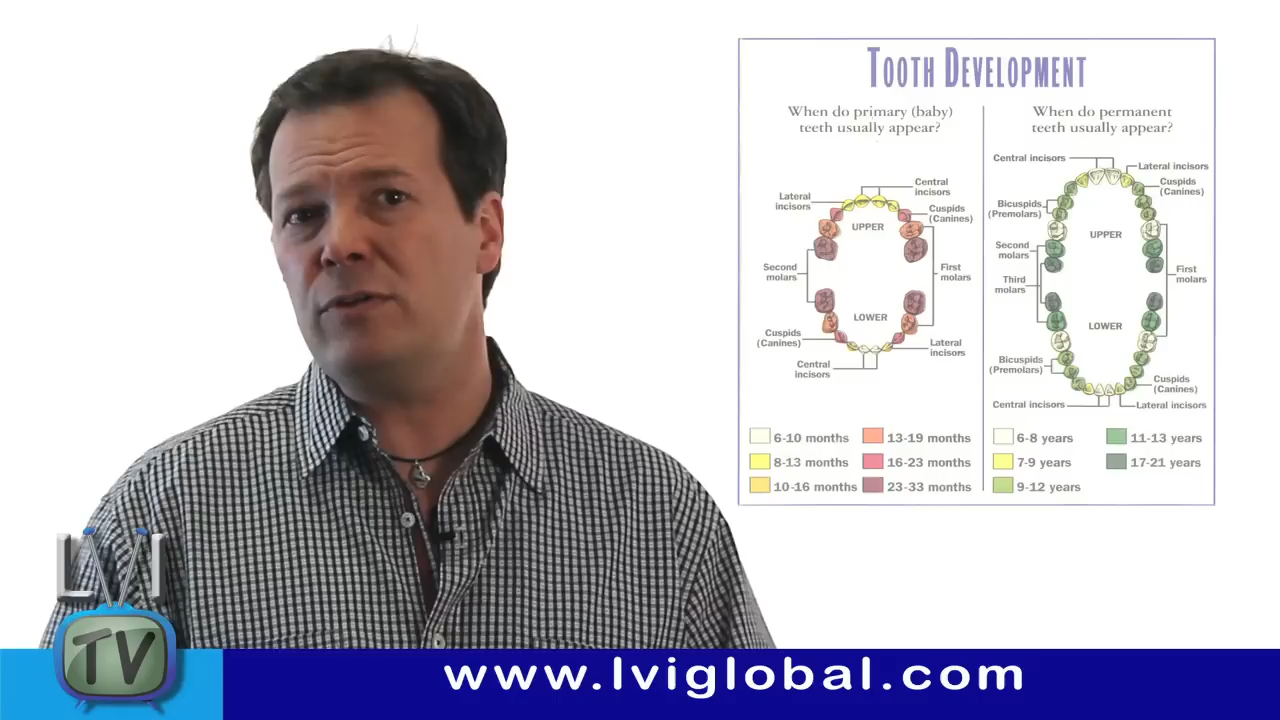 TOOTH DEVELOPMENT
When do primary (baby)
teeth usually appear?
Central
incisors
Lateral
incisors
Cuspids
(Canines)
UPPER
Second
molars
First
molars
LOWER
Cuspids
(Canines)
Lateral
incisors
Central
incisors
6-10 months
8-13 months
10-16 months
13-19 months
16-23 months
23-33 months
When do permanent
teeth usually appear?
Central incisors
Lateral incisors
Cuspids
(Canines)
Bicuspids
(Premolars)
UPPER
Second
molars
First
molars
Third
molars
LOWER
Bicuspids
(Premolars)
Cuspids
(Canines)
Central incisors
Lateral incisors
6-8 years
7-9 years
9-12 years
11-13 years
17-21 years
LVI
TV
www.lviglobal.com